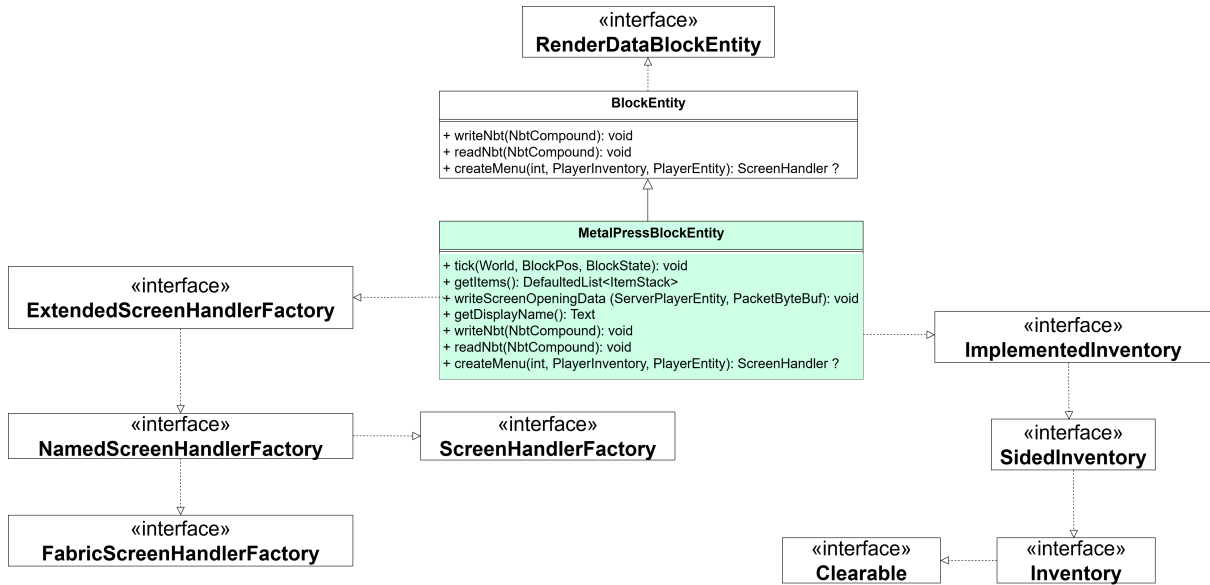 «interface»
RenderDataBlockEntity
BlockEntity
+ writeNbt(NbtCompound): void
+ readNbt(NbtCompound): void
+ createMenu(int, PlayerInventory, PlayerEntity): ScreenHandler ?
MetalPressBlockEntity
+ tick(World, BlockPos, BlockState): void
+ getItems(): DefaultedList<ItemStack>
+ writeScreenOpeningData (ServerPlayerEntity, PacketByteBuf): void
+ getDisplayName(): Text
+ writeNbt(NbtCompound): void
+ readNbt(NbtCompound): void
+ createMenu(int, PlayerInventory, PlayerEntity): ScreenHandler ?
«interface»
ExtendedScreenHandlerFactory
«interface»
ImplementedInventory
«interface»
NamedScreenHandlerFactory
«interface»
ScreenHandlerFactory
«interface»
SidedInventory
«interface»
FabricScreenHandlerFactory
«interface»
Clearable
«interface»
Inventory